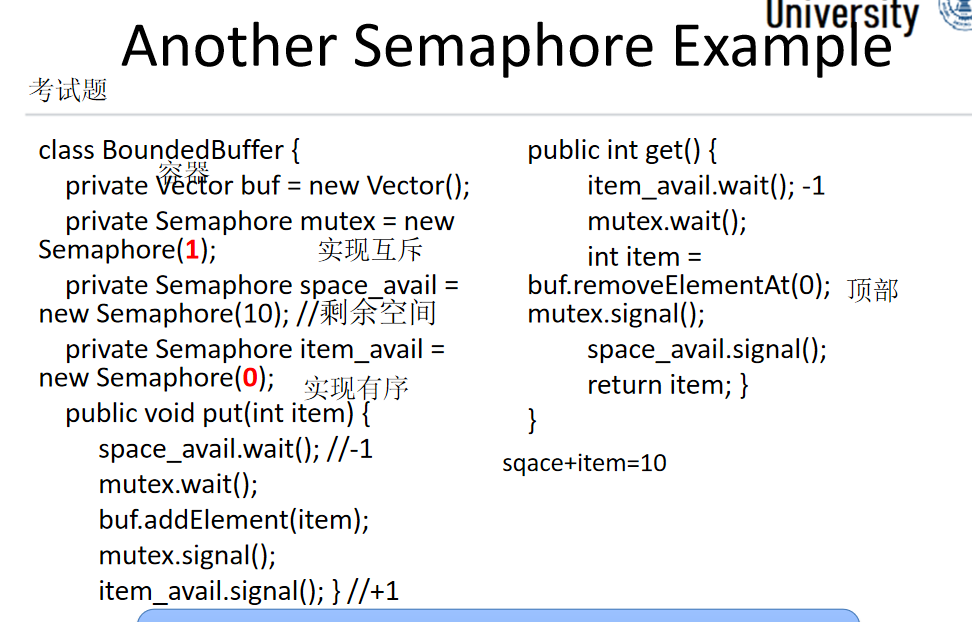 University
Another Semaphore Example
考试题
class BoundedBuffer {
容器
private Vector buf = new Vector();
private Semaphore mutex = new
Semaphore(1); 实现互斥
private Semaphore space_avail =
new Semaphore(10); //剩余空间
private Semaphore item_avail =
new Semaphore(0); 实现有序
public void put(int item) {
space_avail.wait(); //-1
mutex.wait();
buf.addElement(item);
mutex.signal();
item_avail.signal(); } //+1
public int get() {
item_avail.wait(); -1
mutex.wait();
int item =
buf.removeElementAt(0); 顶部
mutex.signal();
space_avail.signal();
return item; }
}
sqace+item=10